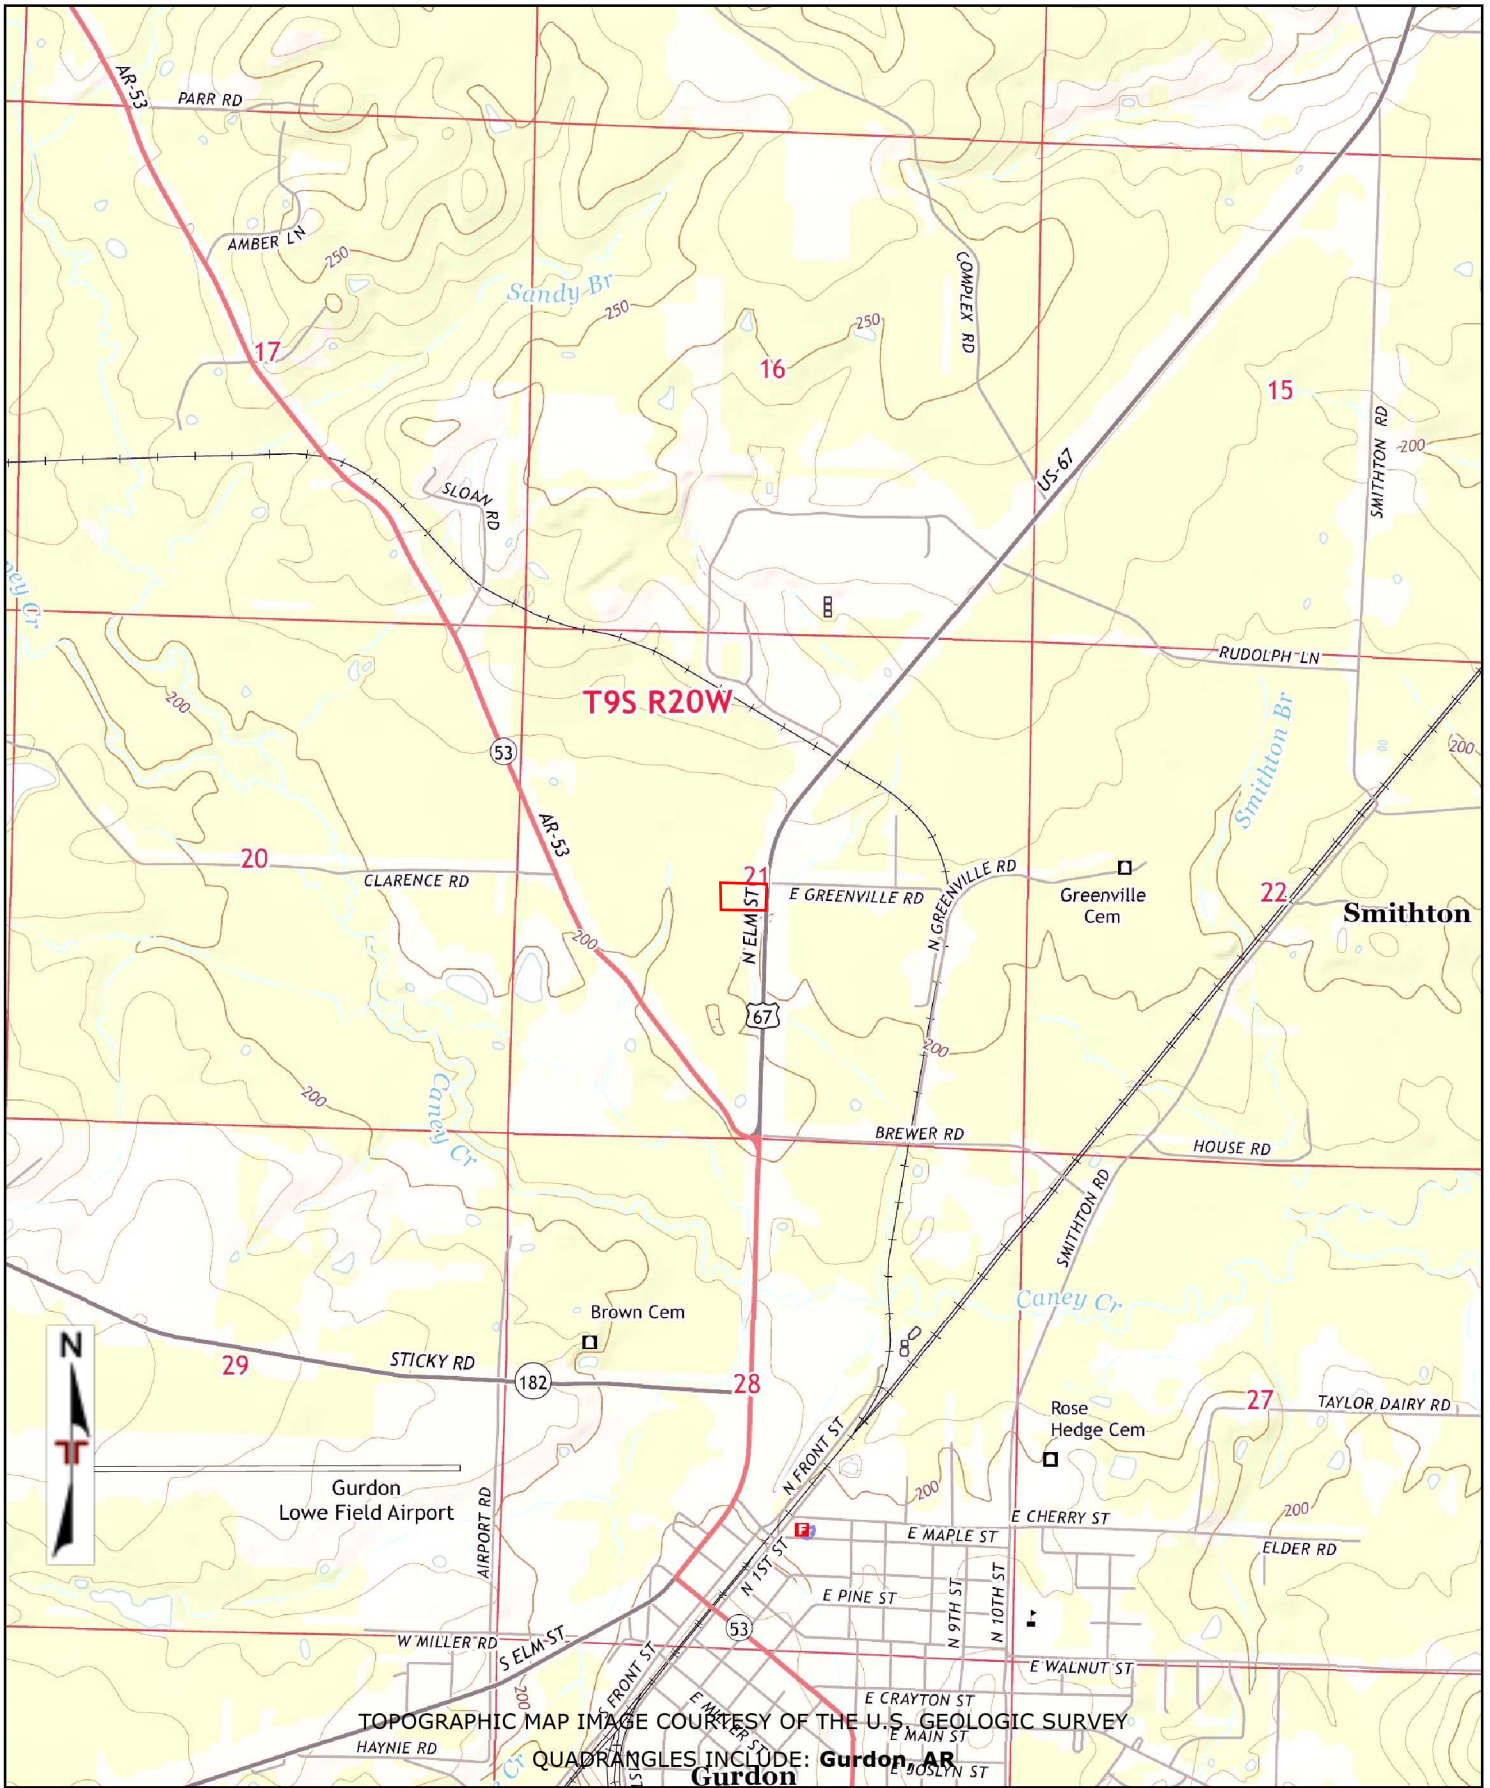 AR-53
PARR RD
AMBER LN
250
Sandy Br
250
250
COMPLEX RD
17
16
15
US-67
SMITHTON RD
200
SLOAN RD
ney Cr
RUDOLPH LN
T9S R20W
200
53
Smithton Br
200
AR-53
20
CLARENCE RD
21
E GREENVILLE RD
N GREENVILLE RD
Greenville
Cem
22
Smithton
N ELM ST
200
67
200
200
Caney Cr
BREWER RD
HOUSE RD
SMITHTON RD
Caney Cr
Brown Cem
N
29
STICKY RD
182
28
27
TAYLOR DAIRY RD
Rose
Hedge Cem
N FRONT ST
Gurdon
Lowe Field Airport
AIRPORT RD
200
200
E CHERRY ST
F
E MAPLE ST
ELDER RD
N 1ST ST
E PINE ST
N 9TH ST
N 10TH ST
53
W MILLER RD
S ELM ST
S FRONT ST
E WALNUT ST
200
E MILLER ST
E CRAYTON ST
TOPOGRAPHIC MAP IMAGE COURTESY OF THE U.S. GEOLOGIC SURVEY
E MAIN ST
HAYNIE RD
QUADRANGLES INCLUDE: Gurdon, AR
E JOSLYN ST
Cr
1ST
Gurdon